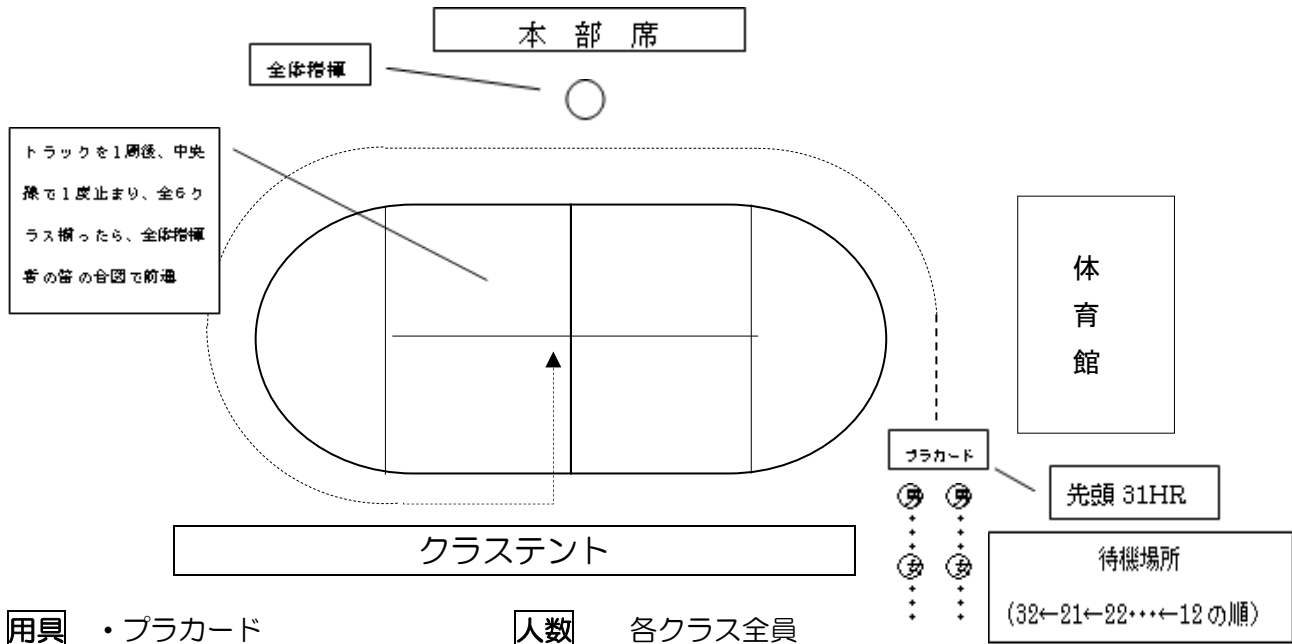 本部席
全体指揮
トラックを1周後、中央
線で1度止まり、全6ク
ラス揃ったら、全体指揮
者の笛の合図で前進
体
育
館
プラカード
先頭 31HR
男 男
女 女
クラステント
待機場所
(32←21←22・・・←12の順)
用具 ・プラカード 人数 各クラス全員